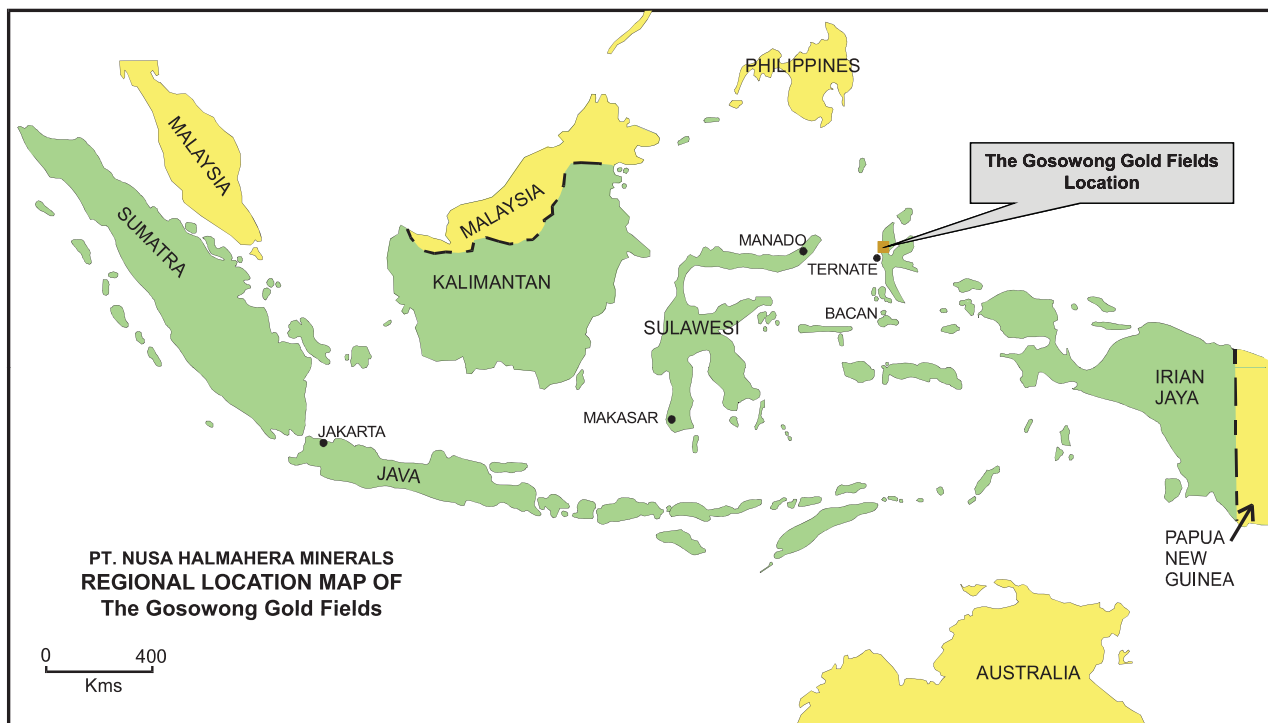 PHILIPPINES
MALAYSIA
The Gosowong Gold Fields
Location
MALAYSIA
SUMATRA
MANADO
TERNATE
KALIMANTAN
BACAN
SULAWESI
IRIAN
JAYA
MAKASAR
JAKARTA
JAVA
PT. NUSA HALMAHERA MINERALS
REGIONAL LOCATION MAP OF
The Gosowong Gold Fields
PAPUA
NEW
GUINEA
0 400
Kms
AUSTRALIA